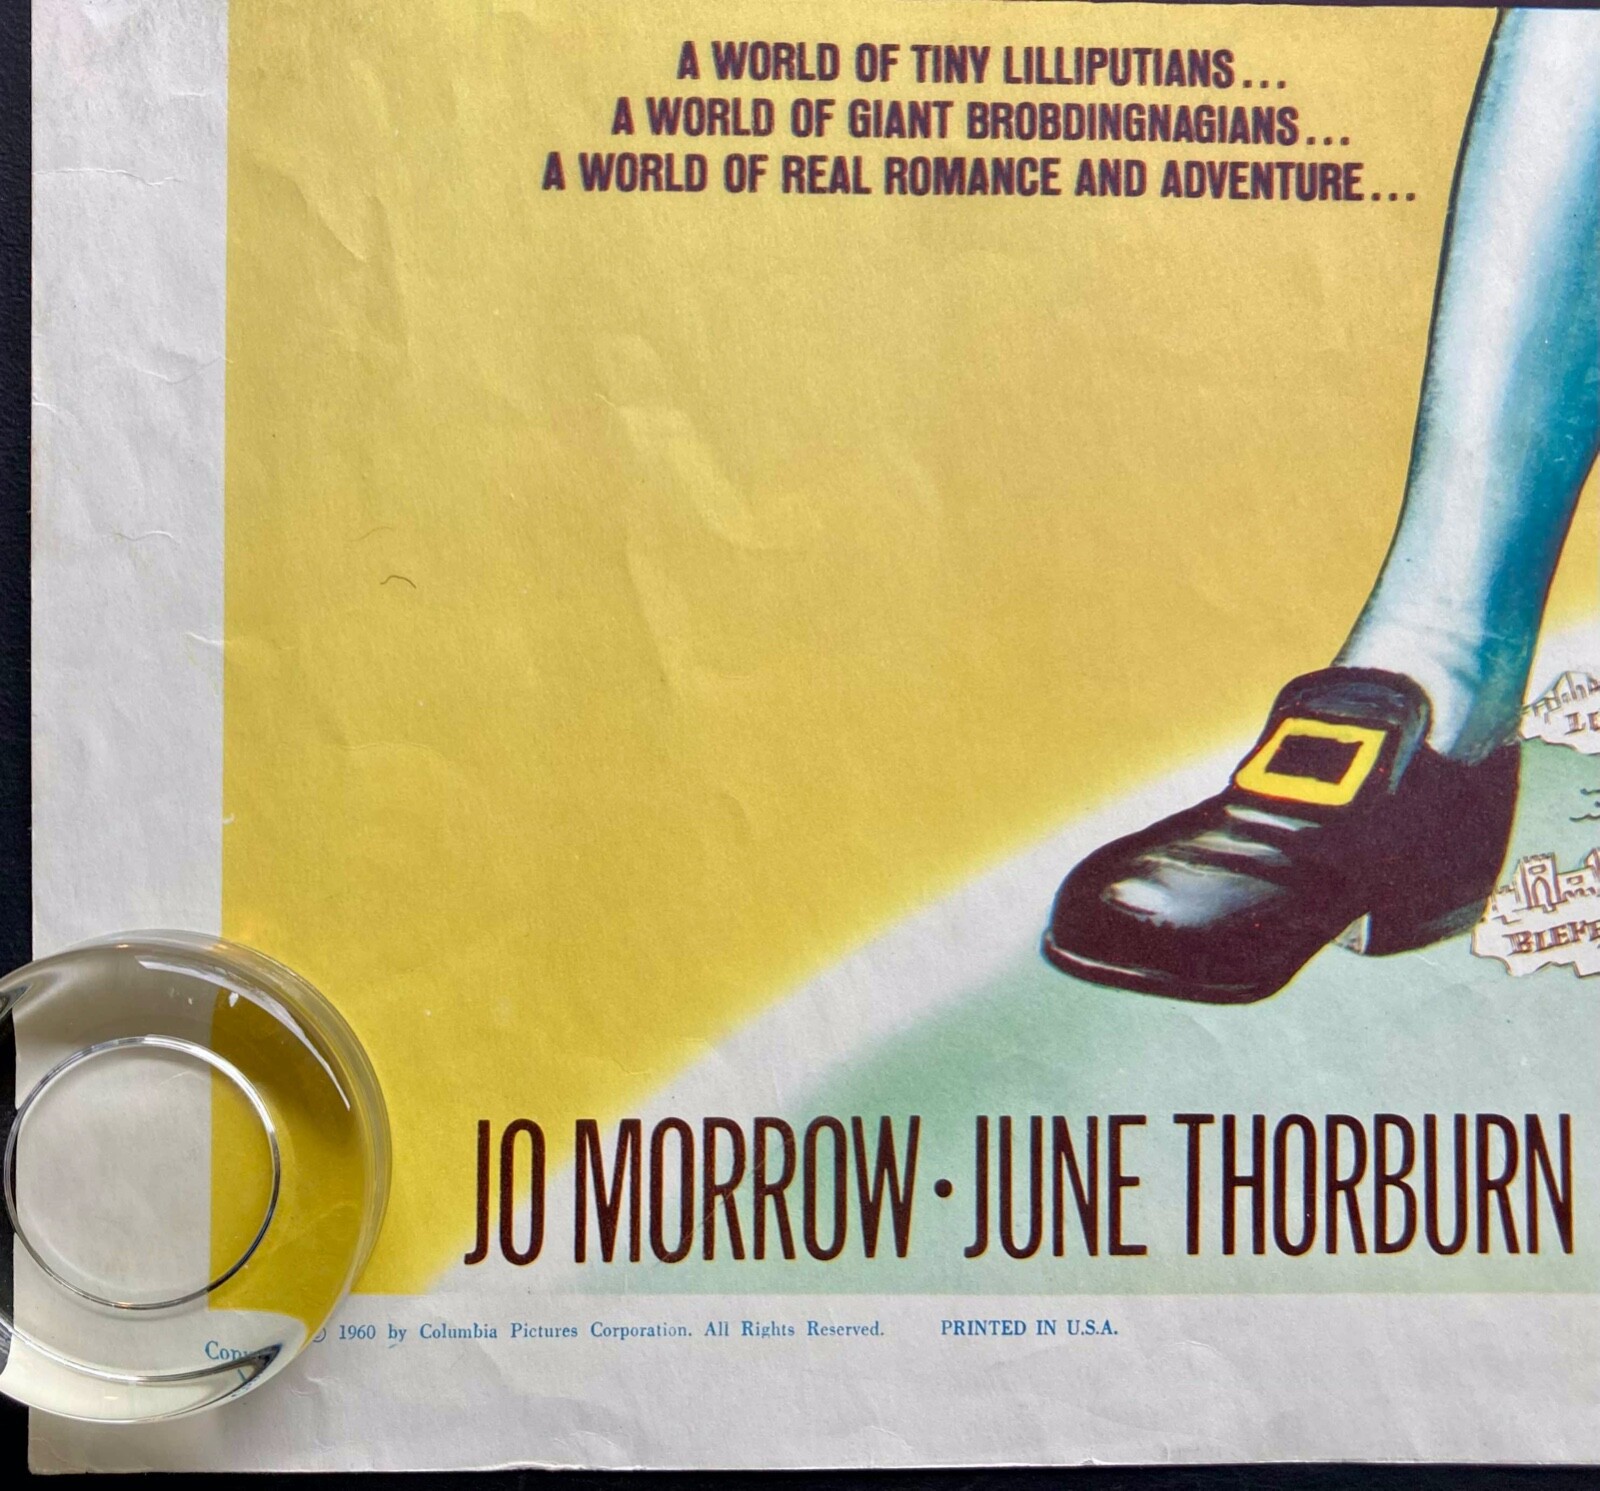 A WORLD OF TINY LILLIPUTIANS...
A WORLD OF GIANT BROBDINGNAGIANS...
A WORLD OF REAL ROMANCE AND ADVENTURE...
JO MORROW • JUNE THORBURN
© 1960 by Columbia Pictures Corporation. All Rights Reserved. PRINTED IN U.S.A.